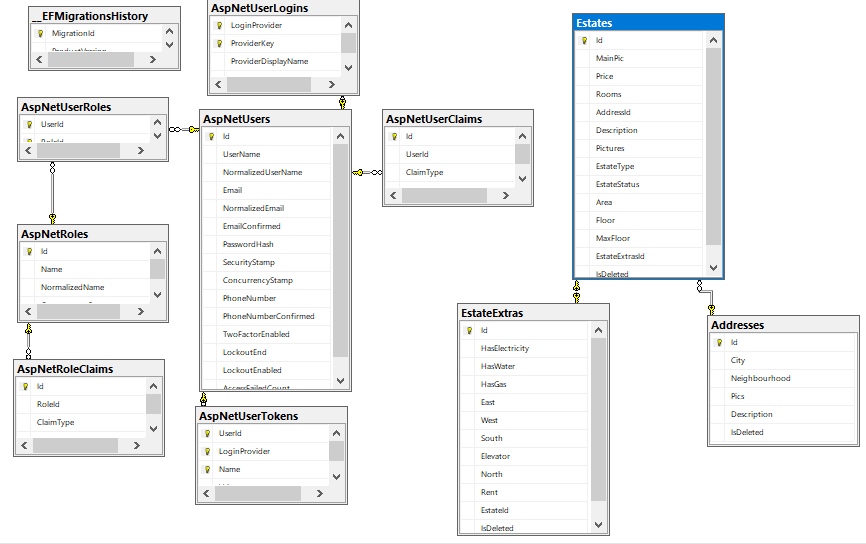 __EFMigrationsHistory
MigrationId
AspNetUserLogins
LoginProvider
ProviderKey
ProviderDisplayName
AspNetUserRoles
UserId
AspNetUsers
Id
UserName
NormalizedUserName
Email
NormalizedEmail
EmailConfirmed
PasswordHash
SecurityStamp
ConcurrencyStamp
PhoneNumber
PhoneNumberConfirmed
TwoFactorEnabled
LockoutEnd
LockoutEnabled
AccessFailedCount
AspNetUserClaims
Id
UserId
ClaimType
AspNetRoles
Id
Name
NormalizedName
AspNetRoleClaims
Id
RoleId
ClaimType
AspNetUserTokens
UserId
LoginProvider
Name
Estates
Id
MainPic
Price
Rooms
AddressId
Description
Pictures
EstateType
EstateStatus
Area
Floor
MaxFloor
EstateExtrasId
IsDeleted
EstateExtras
Id
HasElectricity
HasWater
HasGas
East
West
South
Elevator
North
Rent
EstateId
IsDeleted
Addresses
Id
City
Neighbourhood
Pics
Description
IsDeleted